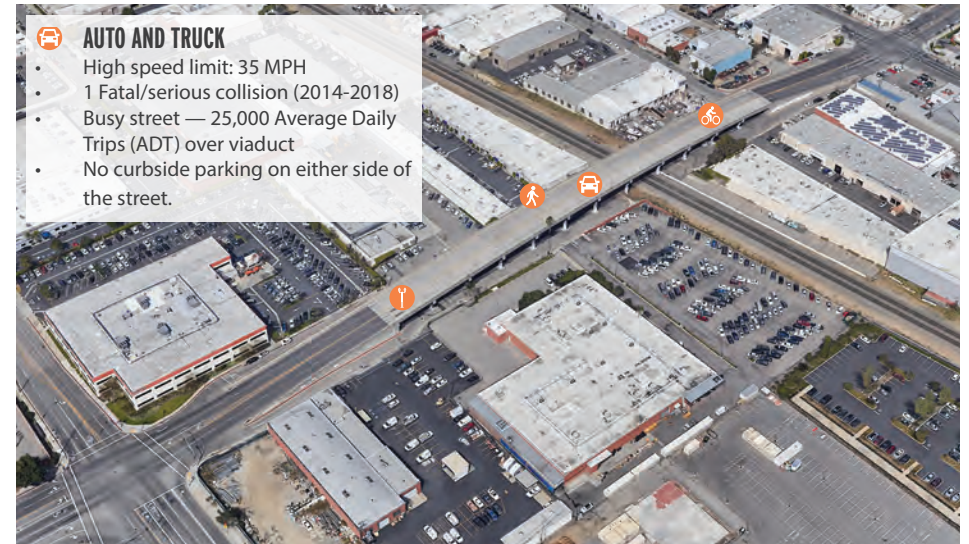 AUTO AND TRUCK
• High speed limit: 35 MPH
• 1 Fatal/serious collision (2014-2018)
• Busy street — 25,000 Average Daily
Trips (ADT) over viaduct
• No curbside parking on either side of
the street.